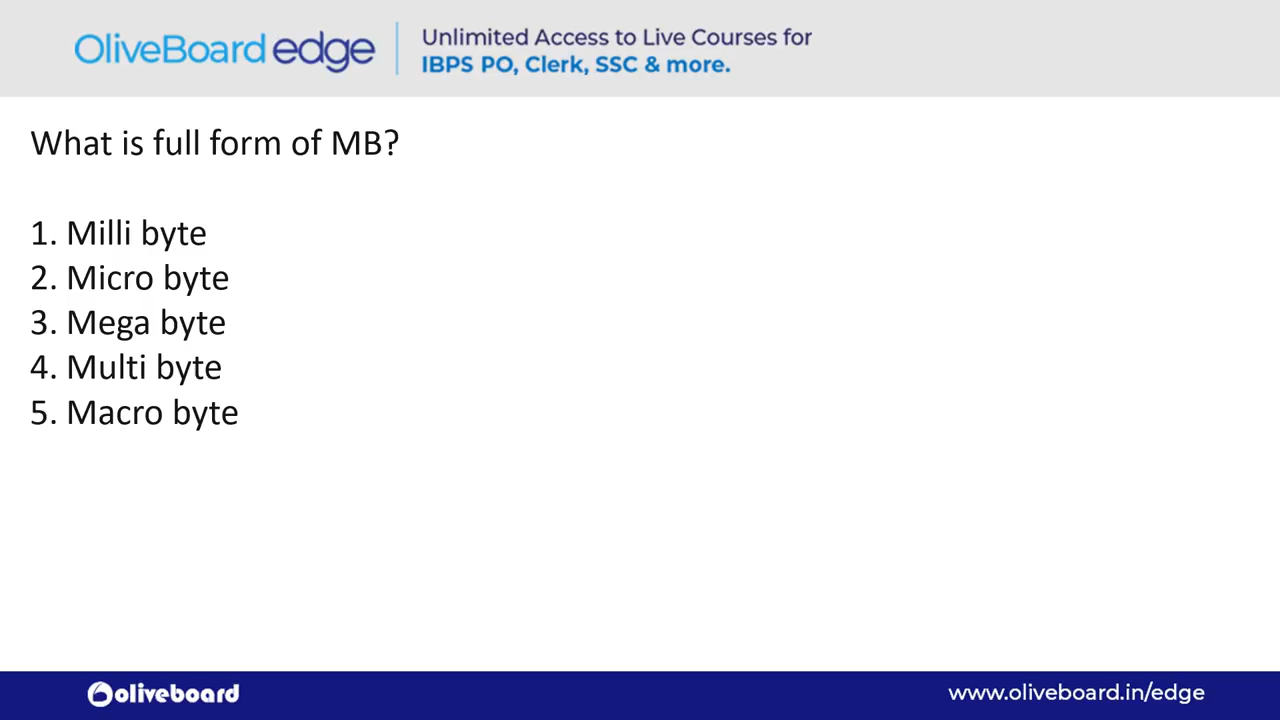 OliveBoard edge
Unlimited Access to Live Courses for
IBPS PO, Clerk, SSC & more.
What is full form of MB?
1. Milli byte
2. Micro byte
3. Mega byte
4. Multi byte
5. Macro byte
oliveboard
www.oliveboard.in/edge